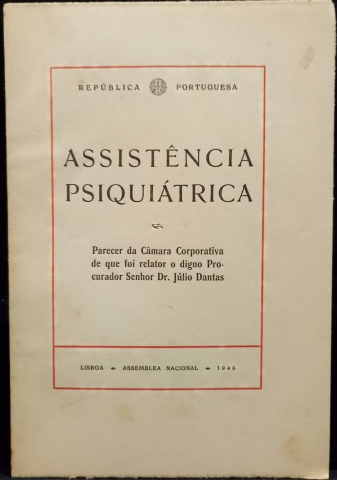 REPÚBLICA PORTUGUESA
ASSISTÊNCIA
PSIQUIÁTRICA
Parecer da Câmara Corporativa
de que foi relator o digno Pro-
curador Senhor Dr. Júlio Dantas
LISBOA ASSEMBLEA NACIONAL 1945